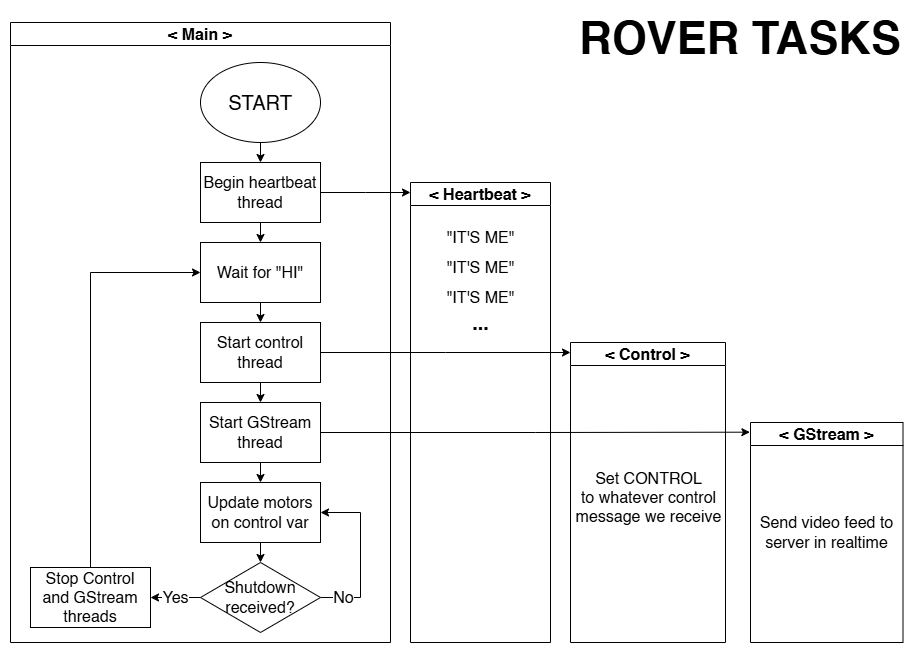 ROVER TASKS
< Main >
START
Begin heartbeat
thread
Wait for "HI"
Start control
thread
Start GStream
thread
Update motors
on control var
Shutdown
received?
Yes
No
Stop Control
and GStream
threads
< Heartbeat >
"IT'S ME"
"IT'S ME"
"IT'S ME"
...
< Control >
Set CONTROL
to whatever control
message we receive
< GStream >
Send video feed to
server in realtime